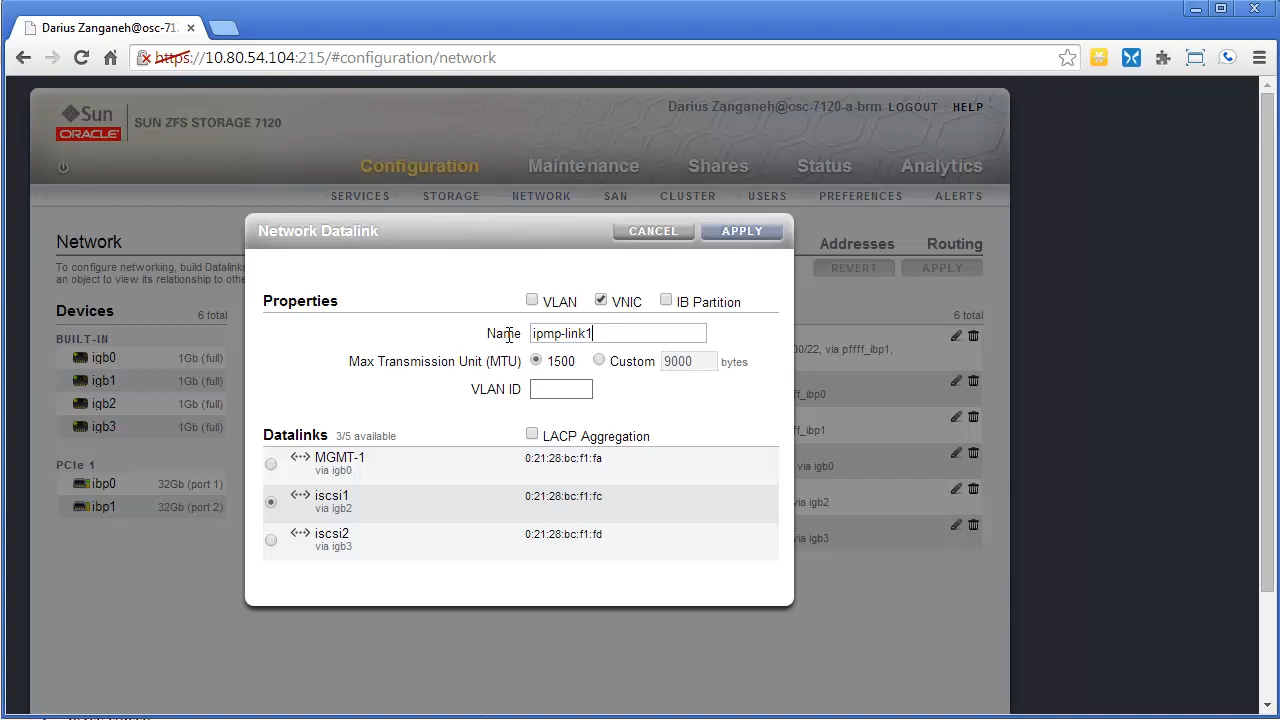 Darius Zanganeh@osc-71
https://10.80.54.104:215/#configuration/network
Sun
ORACLE
SUN ZFS STORAGE 7120
Darius Zanganeh@osc-7120-a-brm LOGOUT HELP
Configuration Maintenance Shares Status Analytics
SERVICES STORAGE NETWORK SAN CLUSTER USERS PREFERENCES ALERTS
Network
To configure networking, build Datalinks
an object to view its relationship to othe
Addresses Routing
REVERT APPLY
Devices 6 total
BUILT-IN
igb0 1Gb (full)
igb1 1Gb (full)
igb2 1Gb (full)
igb3 1Gb (full)
PCIe 1
ibp0 32Gb (port 1)
ibp1 32Gb (port 2)
Network Datalink CANCEL APPLY
Properties VLAN VNIC IB Partition
Name ipmp-link1
Max Transmission Unit (MTU) 1500 Custom 9000 bytes
VLAN ID
Datalinks 3/5 available LACP Aggregation
MGMT-1 0:21:28:bc:f1:fa
via igb0
iscsi1 0:21:28:bc:f1:fc
via igb2
iscsi2 0:21:28:bc:f1:fd
via igb3
6 total
00/22, via pffff_ibp1,
ff_ibp0
ff_ibp1
via igb0
via igb2
via igb3